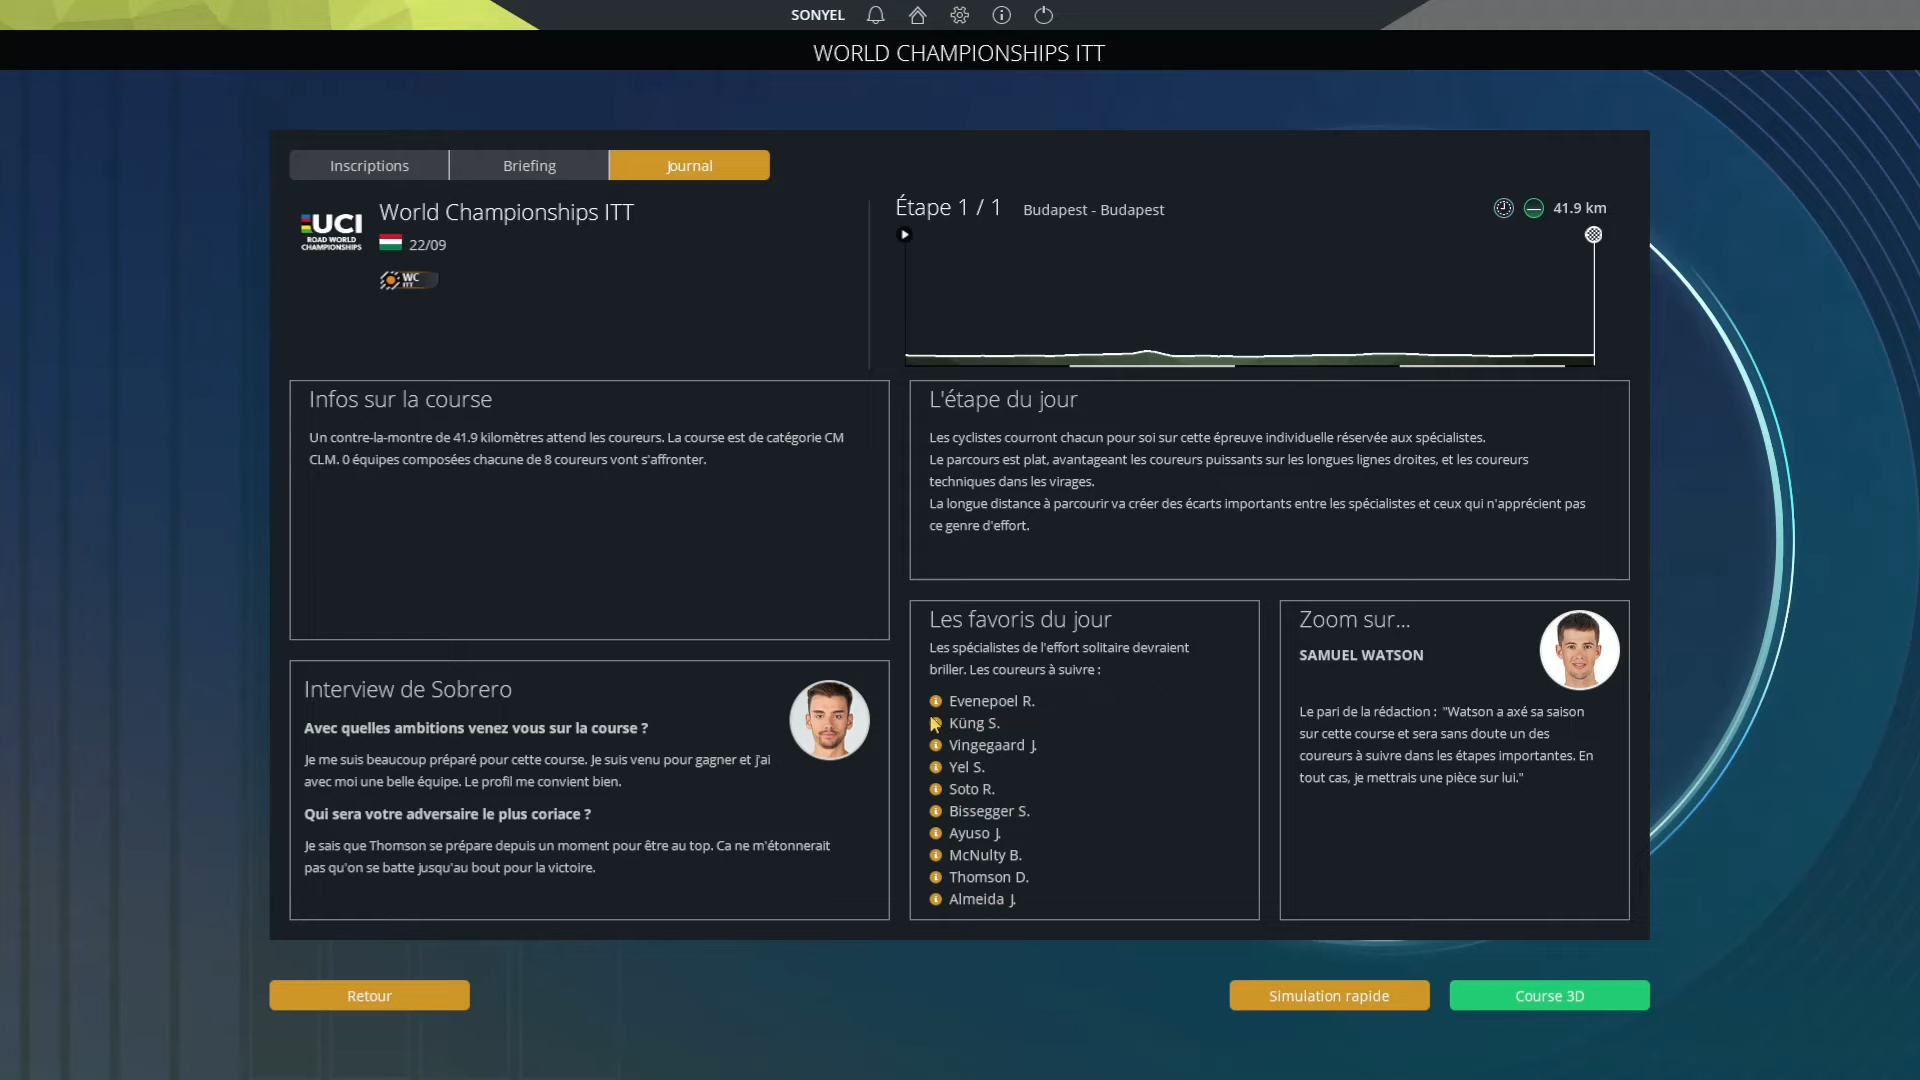 SONYEL
WORLD CHAMPIONSHIPS ITT
Inscriptions
Briefing
Journal
UCI
ROAD WORLD
CHAMPIONSHIPS
World Championships ITT
22/09
WC
ITT
Étape 1 / 1
Budapest - Budapest
41.9 km
Infos sur la course
Un contre-la-montre de 41.9 kilomètres attend les coureurs. La course est de catégorie CM
CLM. 0 équipes composées chacune de 8 coureurs vont s'affronter.
L'étape du jour
Les cyclistes courront chacun pour soi sur cette épreuve individuelle réservée aux spécialistes.
Le parcours est plat, avantageant les coureurs puissants sur les longues lignes droites, et les coureurs
techniques dans les virages.
La longue distance à parcourir va créer des écarts importants entre les spécialistes et ceux qui n'apprécient pas
ce genre d'effort.
Interview de Sobrero
Avec quelles ambitions venez vous sur la course ?
Je me suis beaucoup préparé pour cette course. Je suis venu pour gagner et j'ai
avec moi une belle équipe. Le profil me convient bien.
Qui sera votre adversaire le plus coriace ?
Je sais que Thomson se prépare depuis un moment pour être au top. Ca ne m'étonnerait
pas qu'on se batte jusqu'au bout pour la victoire.
Les favoris du jour
Les spécialistes de l'effort solitaire devraient
briller. Les coureurs à suivre :
Evenepoel R.
Küng S.
Vingegaard J.
Yel S.
Soto R.
Bissegger S.
Ayuso J.
McNulty B.
Thomson D.
Almeida J.
Zoom sur...
SAMUEL WATSON
Le pari de la rédaction : "Watson a axé sa saison
sur cette course et sera sans doute un des
coureurs à suivre dans les étapes importantes. En
tout cas, je mettrais une pièce sur lui."
Retour
Simulation rapide
Course 3D